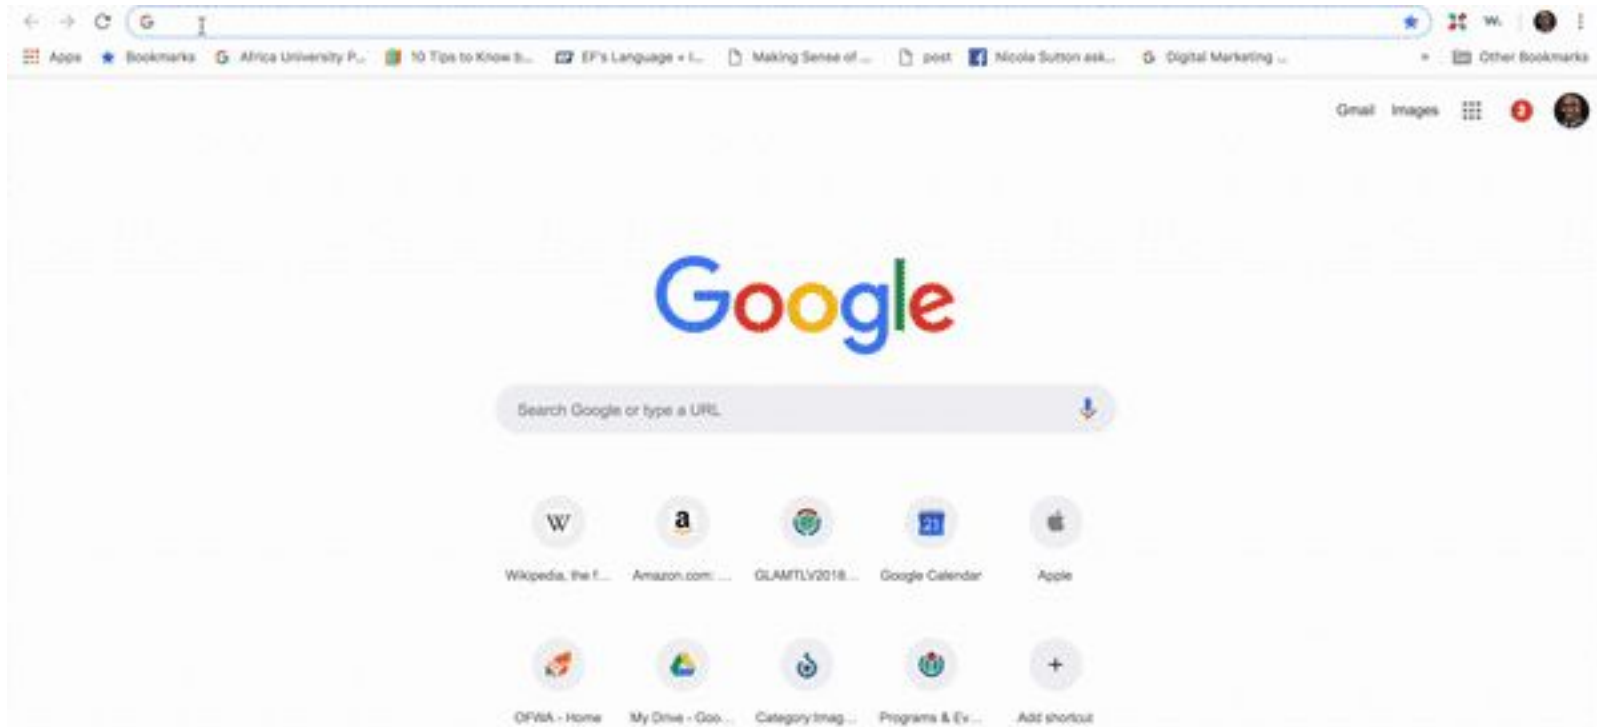 Apps Bookmarks Africa University P... 10 Tips to Know b... EF's Language + I... Making Sense of ... post Nicola Sutton ask... Digital Marketing ... » Other Bookmarks
Gmail Images 2
Google
Search Google or type a URL
W a 21
Wikipedia, the f... Amazon.com: ... GLAMTLV2018... Google Calendar Apple
OFWA - Home My Drive - Goo... Category:Imag... Programs & Ev... Add shortcut